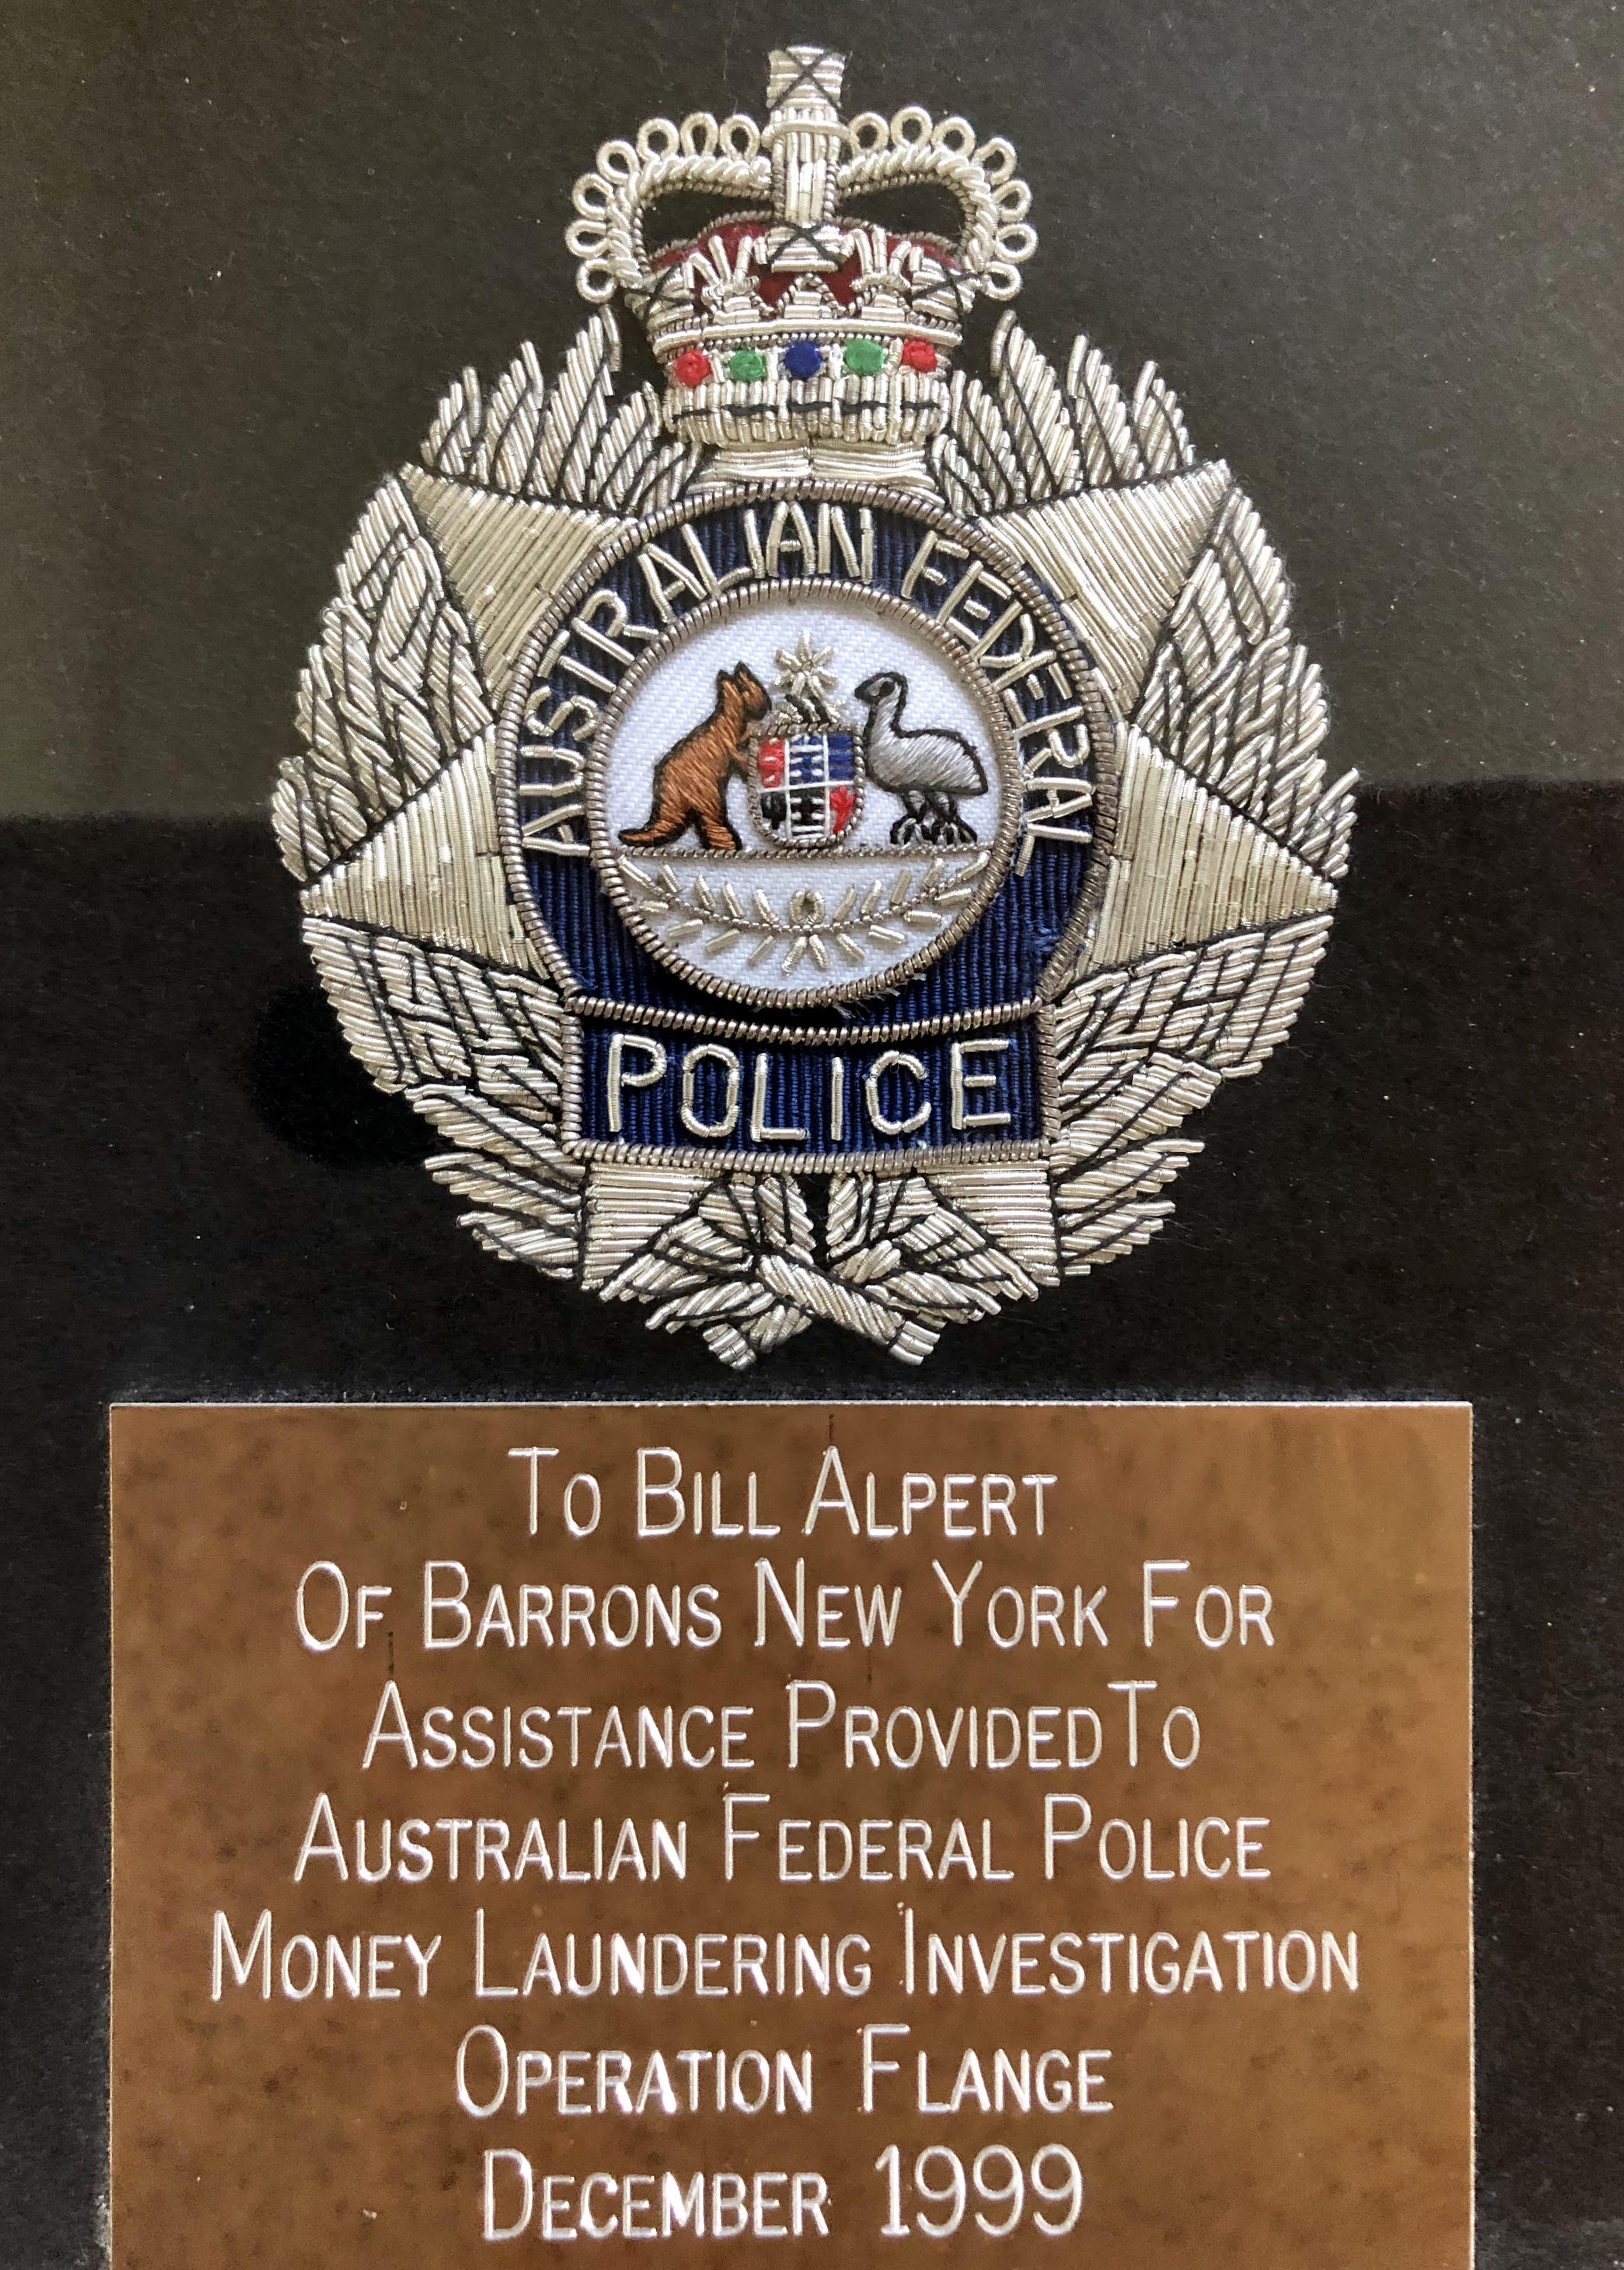 AUSTRALIAN FEDERAL
POLICE
TO BILL ALPERT
OF BARRONS NEW YORK FOR
ASSISTANCE PROVIDED TO
AUSTRALIAN FEDERAL POLICE
MONEY LAUNDERING INVESTIGATION
OPERATION FLANGE
DECEMBER 1999